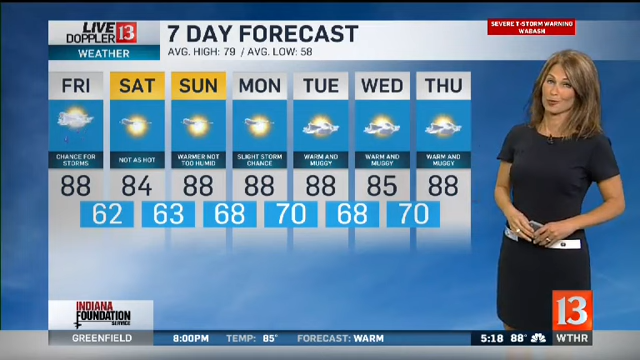 LIVE
DOPPLER 13
WEATHER
7 DAY FORECAST
AVG. HIGH: 79 / AVG. LOW: 58
SEVERE T-STORM WARNING
WABASH
FRI SAT SUN MON TUE WED THU
CHANCE FOR STORMS NOT AS HOT WARMER NOT TOO HUMID SLIGHT STORM CHANCE WARM AND MUGGY WARM AND MUGGY WARM AND MUGGY
88 84 88 88 88 85 88
62 63 68 70 68 70
INDIANA
FOUNDATION
SERVICE
13
GREENFIELD 8:00PM TEMP: 85° FORECAST: WARM 5:18 88° WTHR